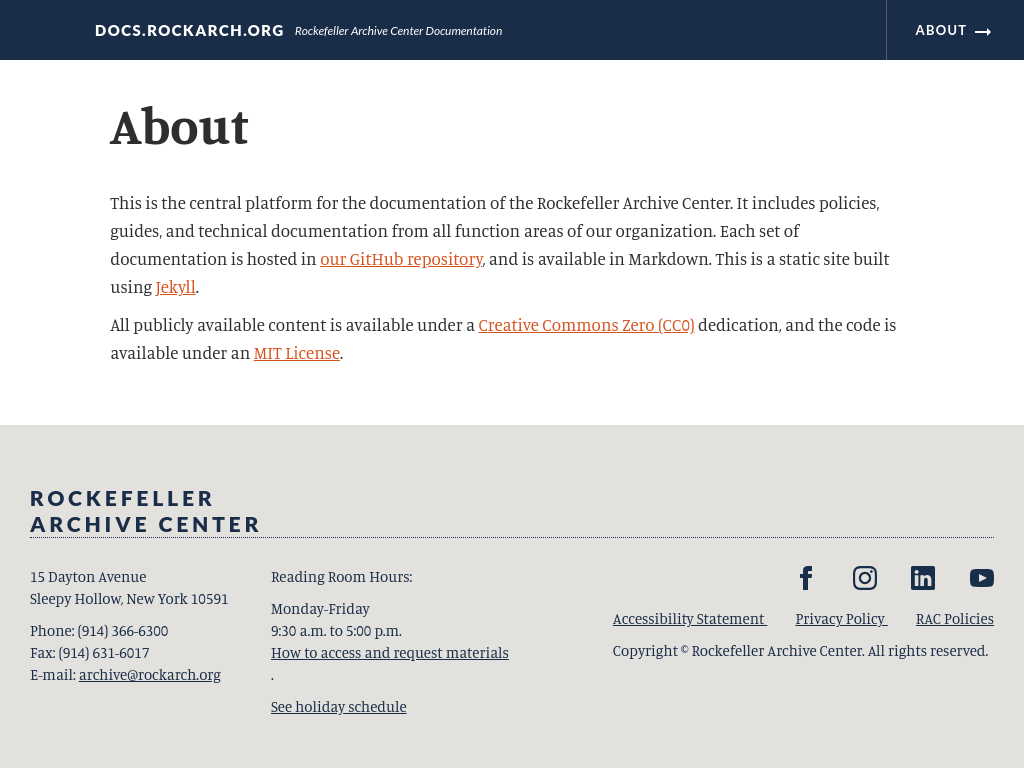 DOCS.ROCKARCH.ORG Rockefeller Archive Center Documentation
ABOUT
About
This is the central platform for the documentation of the Rockefeller Archive Center. It includes policies,
guides, and technical documentation from all function areas of our organization. Each set of
documentation is hosted in our GitHub repository, and is available in Markdown. This is a static site built
using Jekyll.
All publicly available content is available under a Creative Commons Zero (CC0) dedication, and the code is
available under an MIT License.
ROCKEFELLER
ARCHIVE CENTER
15 Dayton Avenue
Sleepy Hollow, New York 10591
Phone: (914) 366-6300
Fax: (914) 631-6017
E-mail: archive@rockarch.org
Reading Room Hours:
Monday-Friday
9:30 a.m. to 5:00 p.m.
How to access and request materials
.
See holiday schedule
Accessibility Statement Privacy Policy RAC Policies
Copyright © Rockefeller Archive Center. All rights reserved.